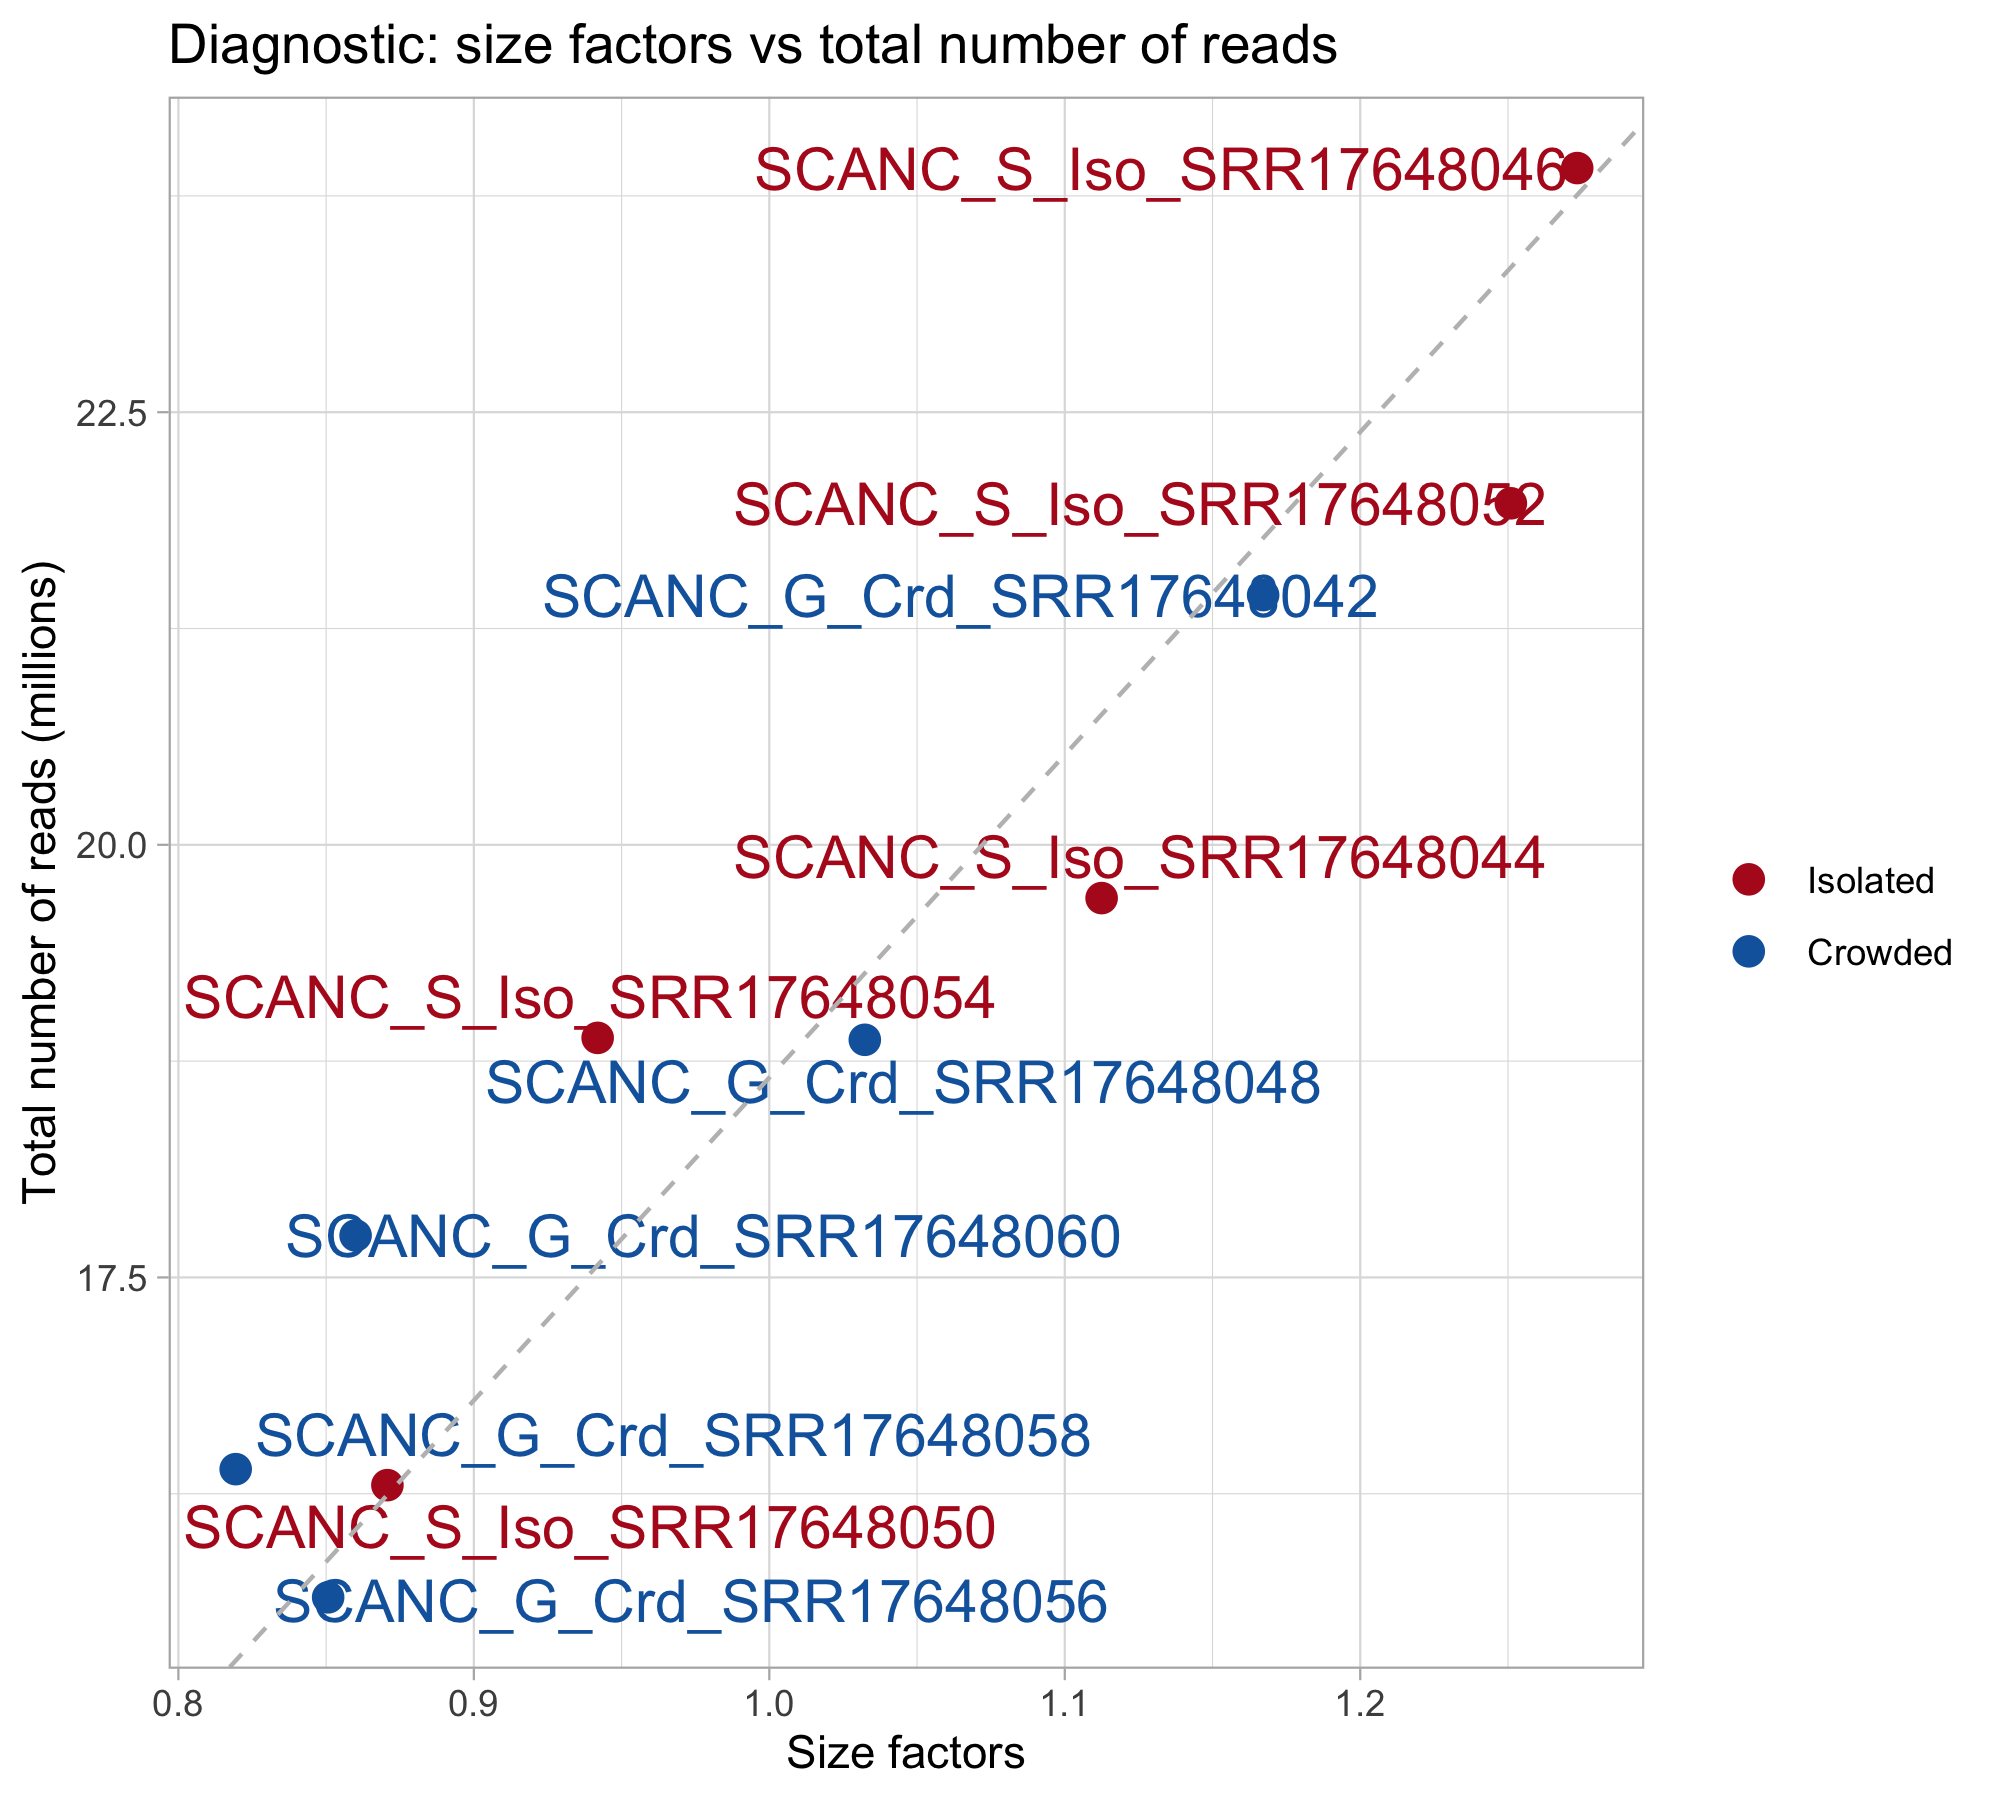 Diagnostic: size factors vs total number of reads
SCANC_S_Iso_SRR17648046
22.5
SCANC_S_Iso_SRR17648052
SCANC_G_Crd_SRR17648042
Total number of reads (millions)
20.0
SCANC_S_Iso_SRR17648044
Isolated
Crowded
SCANC_S_Iso_SRR17648054
SCANC_G_Crd_SRR17648048
SCANC_G_Crd_SRR17648060
17.5
SCANC_G_Crd_SRR17648058
SCANC_S_Iso_SRR17648050
SCANC_G_Crd_SRR17648056
0.8 0.9 1.0 1.1 1.2
Size factors